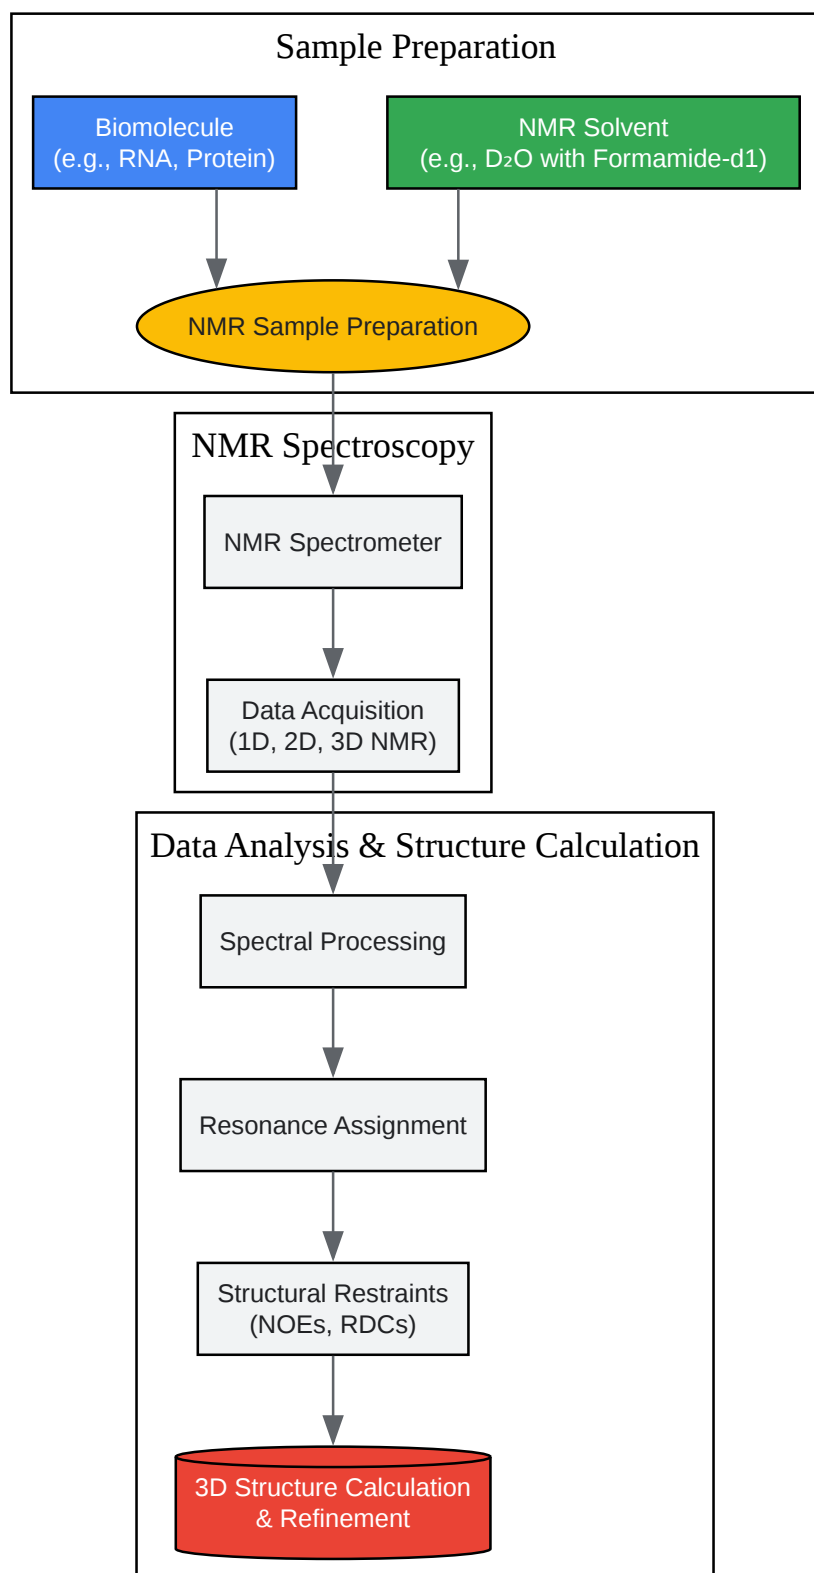 Sample Preparation
Biomolecule
(e.g., RNA, Protein)
NMR Solvent
(e.g., D₂O with Formamide-d1)
NMR Sample Preparation
NMR Spectroscopy
NMR Spectrometer
Data Acquisition
(1D, 2D, 3D NMR)
Data Analysis & Structure Calculation
Spectral Processing
Resonance Assignment
Structural Restraints
(NOEs, RDCs)
3D Structure Calculation
& Refinement